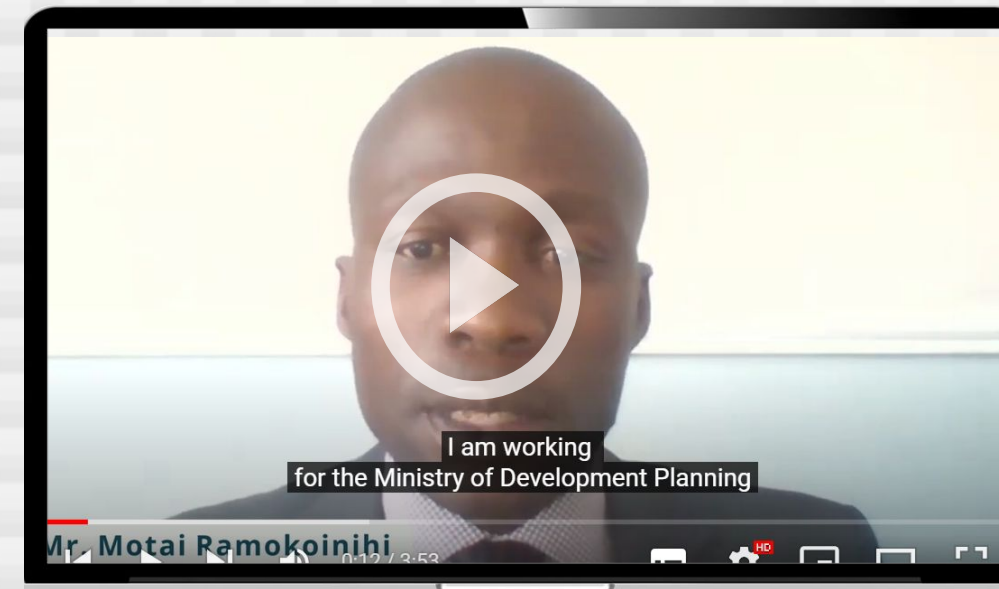 I am working
for the Ministry of Development Planning
Mr. Motai Ramokoinihi
0:12 / 3:53
HD